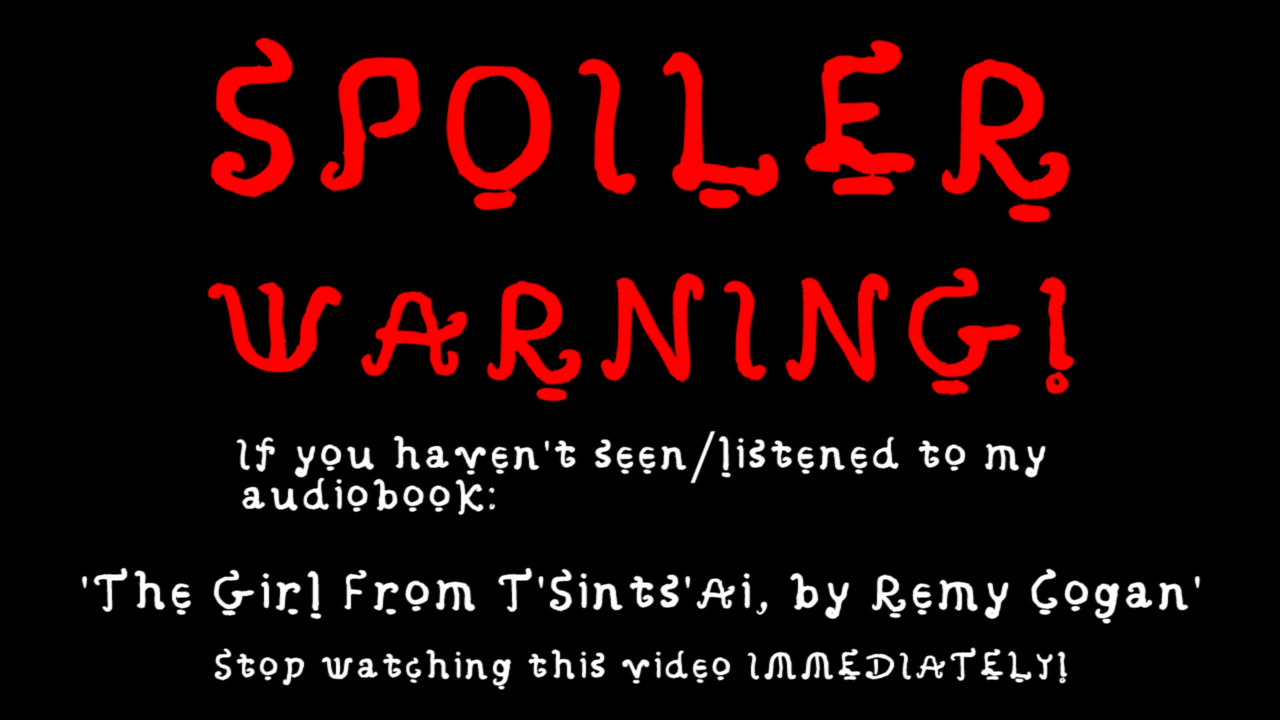 SPOILER
WARNING!
If you haven't seen/listened to my
audiobook:
'The Girl From T'Sints'Ai, by Remy Cogan'
Stop watching this video IMMEDIATELY!